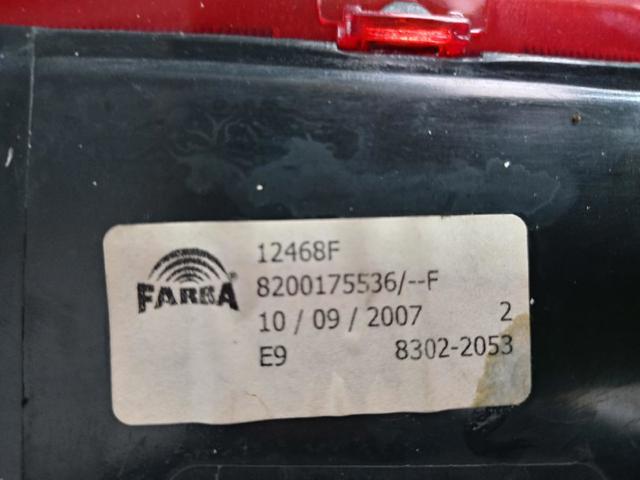 12468F
FARBA®
8200175536/--F
10 / 09 / 2007 2
E9 8302-2053